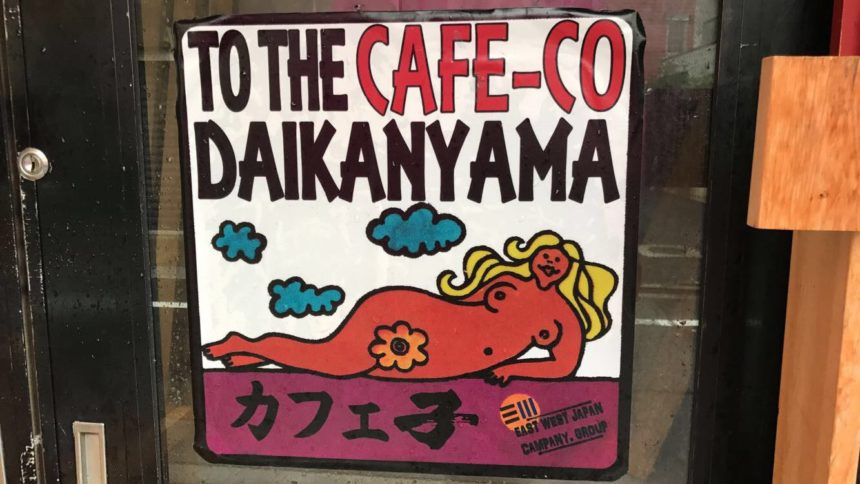 TO THE CAFE-CO
DAIKANYAMA
カフェ子
EAST WEST JAPAN
CAMPANY. GROUP